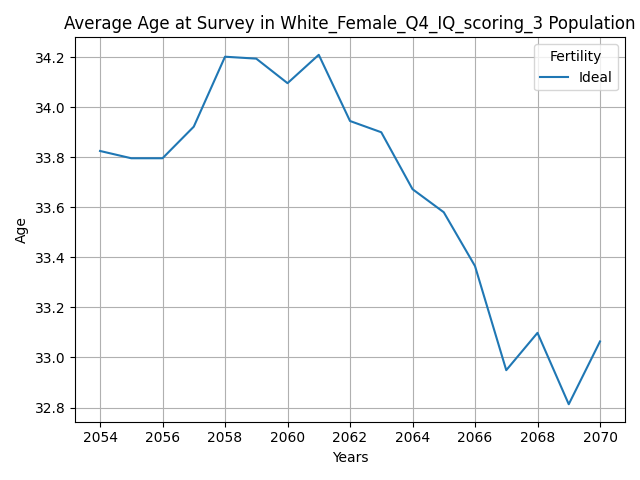 Average Age at Survey in White_Female_Q4_IQ_scoring_3 Population
Fertility
Ideal
34.2
34.0
33.8
33.6
33.4
33.2
33.0
32.8
Age
2054 2056 2058 2060 2062 2064 2066 2068 2070
Years